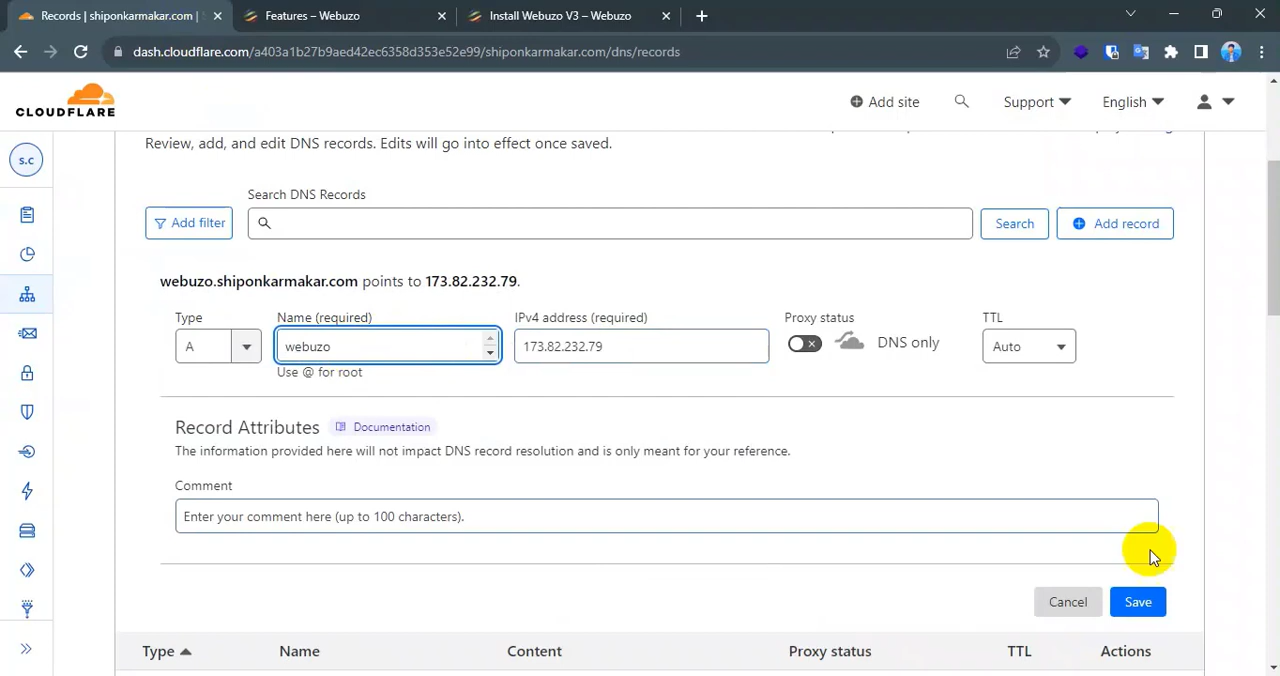 Records | shiponkarmakar.com |
Features – Webuzo
Install Webuzo V3 – Webuzo
dash.cloudflare.com/a403a1b27b9aed42ec6358d353e52e99/shiponkarmakar.com/dns/records
CLOUDFLARE
Add site
Support
English
s.c
Review, add, and edit DNS records. Edits will go into effect once saved.
Search DNS Records
Add filter
Search
Add record
webuzo.shiponkarmakar.com points to 173.82.232.79.
Type
Name (required)
IPv4 address (required)
Proxy status
TTL
A
webuzo
173.82.232.79
DNS only
Auto
Use @ for root
Record Attributes
Documentation
The information provided here will not impact DNS record resolution and is only meant for your reference.
Comment
Enter your comment here (up to 100 characters).
Cancel
Save
Type
Name
Content
Proxy status
TTL
Actions